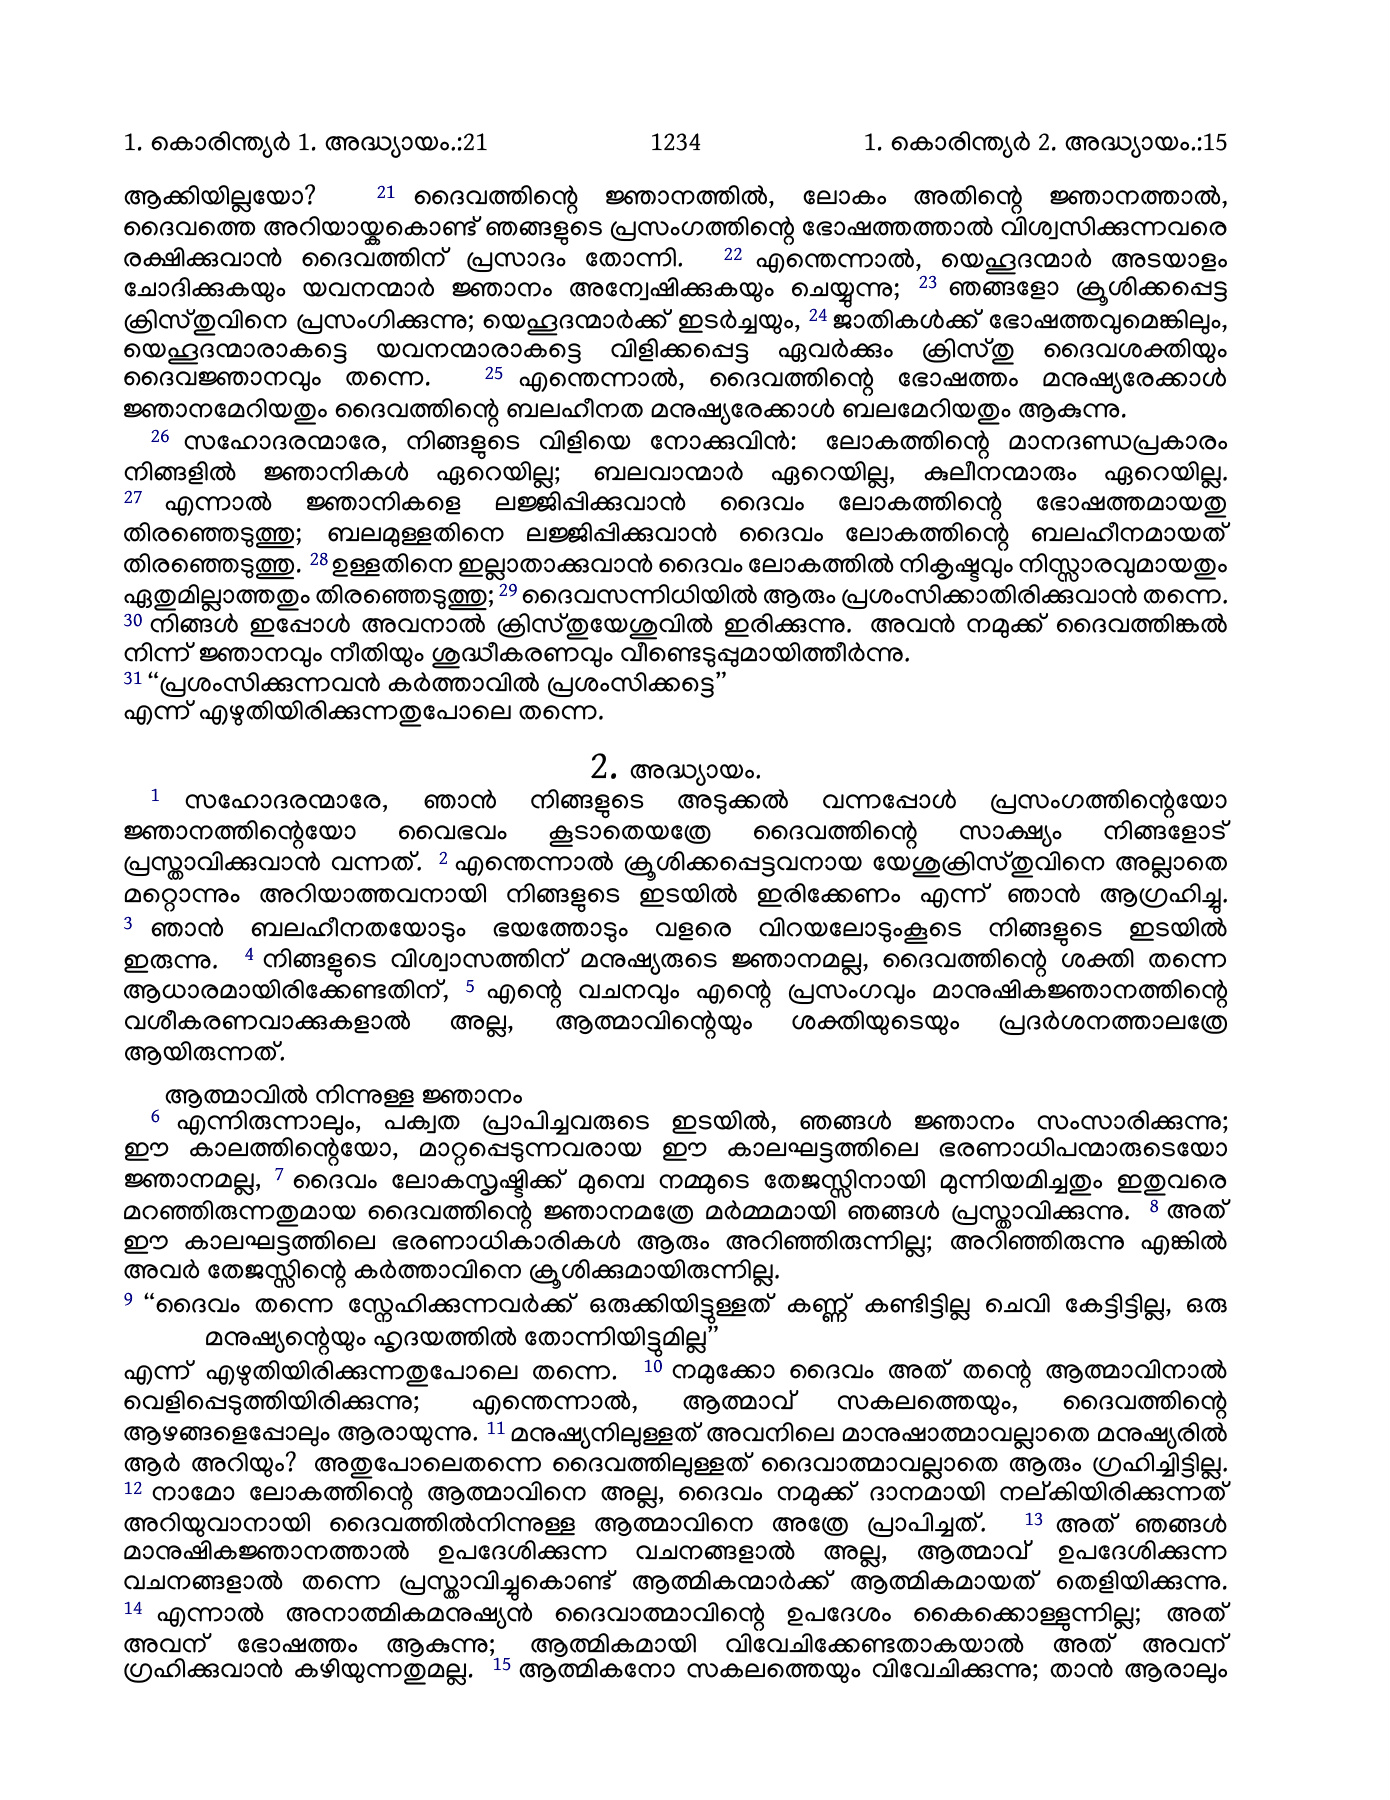 1. കൊരിന്ത്യർ 1. അദ്ധ്യായം.:21 1234 1. കൊരിന്ത്യർ 2. അദ്ധ്യായം.:15
ആക്കിയില്ലയോ? 21 ദൈവത്തിന്റെ ജ്ഞാനത്തിൽ, ലോകം അതിന്റെ ജ്ഞാനത്താൽ,
ദൈവത്തെ അറിയായ്കകൊണ്ട് ഞങ്ങളുടെ പ്രസംഗത്തിന്റെ ഭോഷത്തത്താൽ വിശ്വസിക്കുന്നവരെ
രക്ഷിക്കുവാൻ ദൈവത്തിന് പ്രസാദം തോന്നി. 22 എന്തെന്നാൽ, യെഹൂദന്മാർ അടയാളം
ചോദിക്കുകയും യവനന്മാർ ജ്ഞാനം അന്വേഷിക്കുകയും ചെയ്യുന്നു; 23 ഞങ്ങളോ ക്രൂശിക്കപ്പെട്ട
ക്രിസ്തുവിനെ പ്രസംഗിക്കുന്നു; യെഹൂദന്മാർക്ക് ഇടർച്ചയും, 24 ജാതികൾക്ക് ഭോഷത്തവുമെങ്കിലും,
യെഹൂദന്മാരാകട്ടെ യവനന്മാരാകട്ടെ വിളിക്കപ്പെട്ട ഏവർക്കും ക്രിസ്തു ദൈവശക്തിയും
ദൈവജ്ഞാനവും തന്നെ. 25 എന്തെന്നാൽ, ദൈവത്തിന്റെ ഭോഷത്തം മനുഷ്യരേക്കാൾ
ജ്ഞാനമേറിയതും ദൈവത്തിന്റെ ബലഹീനത മനുഷ്യരേക്കാൾ ബലമേറിയതും ആകുന്നു.
26 സഹോദരന്മാരേ, നിങ്ങളുടെ വിളിയെ നോക്കുവിൻ: ലോകത്തിന്റെ മാനദണ്ഡപ്രകാരം
നിങ്ങളിൽ ജ്ഞാനികൾ ഏറെയില്ല; ബലവാന്മാർ ഏറെയില്ല, കുലീനന്മാരും ഏറെയില്ല.
27 എന്നാൽ ജ്ഞാനികളെ ലജ്ജിപ്പിക്കുവാൻ ദൈവം ലോകത്തിന്റെ ഭോഷത്തമായതു
തിരഞ്ഞെടുത്തു; ബലമുള്ളതിനെ ലജ്ജിപ്പിക്കുവാൻ ദൈവം ലോകത്തിന്റെ ബലഹീനമായത്
തിരഞ്ഞെടുത്തു. 28 ഉള്ളതിനെ ഇല്ലാതാക്കുവാൻ ദൈവം ലോകത്തിൽ നികൃഷ്ടവും നിസ്സാരവുമായതും
ഏതുമില്ലാത്തതും തിരഞ്ഞെടുത്തു; 29 ദൈവസന്നിധിയിൽ ആരും പ്രശംസിക്കാതിരിക്കുവാൻ തന്നെ.
30 നിങ്ങൾ ഇപ്പോൾ അവനാൽ ക്രിസ്തുയേശുവിൽ ഇരിക്കുന്നു. അവൻ നമുക്ക് ദൈവത്തിങ്കൽ
നിന്ന് ജ്ഞാനവും നീതിയും ശുദ്ധീകരണവും വീണ്ടെടുപ്പുമായിത്തീർന്നു.
31 “പ്രശംസിക്കുന്നവൻ കർത്താവിൽ പ്രശംസിക്കട്ടെ”
എന്ന് എഴുതിയിരിക്കുന്നതുപോലെ തന്നെ.
2. അദ്ധ്യായം.
1 സഹോദരന്മാരേ, ഞാൻ നിങ്ങളുടെ അടുക്കൽ വന്നപ്പോൾ പ്രസംഗത്തിന്റെയോ
ജ്ഞാനത്തിന്റെയോ വൈഭവം കൂടാതെയത്രേ ദൈവത്തിന്റെ സാക്ഷ്യം നിങ്ങളോട്
പ്രസ്താവിക്കുവാൻ വന്നത്. 2 എന്തെന്നാൽ ക്രൂശിക്കപ്പെട്ടവനായ യേശുക്രിസ്തുവിനെ അല്ലാതെ
മറ്റൊന്നും അറിയാത്തവനായി നിങ്ങളുടെ ഇടയിൽ ഇരിക്കേണം എന്ന് ഞാൻ ആഗ്രഹിച്ചു.
3 ഞാൻ ബലഹീനതയോടും ഭയത്തോടും വളരെ വിറയലോടുംകൂടെ നിങ്ങളുടെ ഇടയിൽ
ഇരുന്നു. 4 നിങ്ങളുടെ വിശ്വാസത്തിന് മനുഷ്യരുടെ ജ്ഞാനമല്ല, ദൈവത്തിന്റെ ശക്തി തന്നെ
ആധാരമായിരിക്കേണ്ടതിന്, 5 എന്റെ വചനവും എന്റെ പ്രസംഗവും മാനുഷികജ്ഞാനത്തിന്റെ
വശീകരണവാക്കുകളാൽ അല്ല, ആത്മാവിന്റെയും ശക്തിയുടെയും പ്രദർശനത്താലത്രേ
ആയിരുന്നത്.
ആത്മാവിൽ നിന്നുള്ള ജ്ഞാനം
6 എന്നിരുന്നാലും, പക്വത പ്രാപിച്ചവരുടെ ഇടയിൽ, ഞങ്ങൾ ജ്ഞാനം സംസാരിക്കുന്നു;
ഈ കാലത്തിന്റെയോ, മാറ്റപ്പെടുന്നവരായ ഈ കാലഘട്ടത്തിലെ ഭരണാധിപന്മാരുടെയോ
ജ്ഞാനമല്ല, 7 ദൈവം ലോകസൃഷ്ടിക്ക് മുമ്പെ നമ്മുടെ തേജസ്സിനായി മുന്നിയമിച്ചതും ഇതുവരെ
മറഞ്ഞിരുന്നതുമായ ദൈവത്തിന്റെ ജ്ഞാനമത്രേ മർമ്മമായി ഞങ്ങൾ പ്രസ്താവിക്കുന്നു. 8 അത്
ഈ കാലഘട്ടത്തിലെ ഭരണാധികാരികൾ ആരും അറിഞ്ഞിരുന്നില്ല; അറിഞ്ഞിരുന്നു എങ്കിൽ
അവർ തേജസ്സിന്റെ കർത്താവിനെ ക്രൂശിക്കുമായിരുന്നില്ല.
9 “ദൈവം തന്നെ സ്നേഹിക്കുന്നവർക്ക് ഒരുക്കിയിട്ടുള്ളത് കണ്ണ് കണ്ടിട്ടില്ല ചെവി കേട്ടിട്ടില്ല, ഒരു
മനുഷ്യന്റെയും ഹൃദയത്തിൽ തോന്നിയിട്ടുമില്ല”
എന്ന് എഴുതിയിരിക്കുന്നതുപോലെ തന്നെ. 10 നമുക്കോ ദൈവം അത് തന്റെ ആത്മാവിനാൽ
വെളിപ്പെടുത്തിയിരിക്കുന്നു; എന്തെന്നാൽ, ആത്മാവ് സകലത്തെയും, ദൈവത്തിന്റെ
ആഴങ്ങളെപ്പോലും ആരായുന്നു. 11 മനുഷ്യനിലുള്ളത് അവനിലെ മാനുഷാത്മാവല്ലാതെ മനുഷ്യരിൽ
ആർ അറിയും? അതുപോലെതന്നെ ദൈവത്തിലുള്ളത് ദൈവാത്മാവല്ലാതെ ആരും ഗ്രഹിച്ചിട്ടില്ല.
12 നാമോ ലോകത്തിന്റെ ആത്മാവിനെ അല്ല, ദൈവം നമുക്ക് ദാനമായി നല്കിയിരിക്കുന്നത്
അറിയുവാനായി ദൈവത്തിൽനിന്നുള്ള ആത്മാവിനെ അത്രേ പ്രാപിച്ചത്. 13 അത് ഞങ്ങൾ
മാനുഷികജ്ഞാനത്താൽ ഉപദേശിക്കുന്ന വചനങ്ങളാൽ അല്ല, ആത്മാവ് ഉപദേശിക്കുന്ന
വചനങ്ങളാൽ തന്നെ പ്രസ്താവിച്ചുകൊണ്ട് ആത്മികന്മാർക്ക് ആത്മികമായത് തെളിയിക്കുന്നു.
14 എന്നാൽ അനാത്മികമനുഷ്യൻ ദൈവാത്മാവിന്റെ ഉപദേശം കൈക്കൊള്ളുന്നില്ല; അത്
അവന് ഭോഷത്തം ആകുന്നു; ആത്മികമായി വിവേചിക്കേണ്ടതാകയാൽ അത് അവന്
ഗ്രഹിക്കുവാൻ കഴിയുന്നതുമല്ല. 15 ആത്മികനോ സകലത്തെയും വിവേചിക്കുന്നു; താൻ ആരാലും